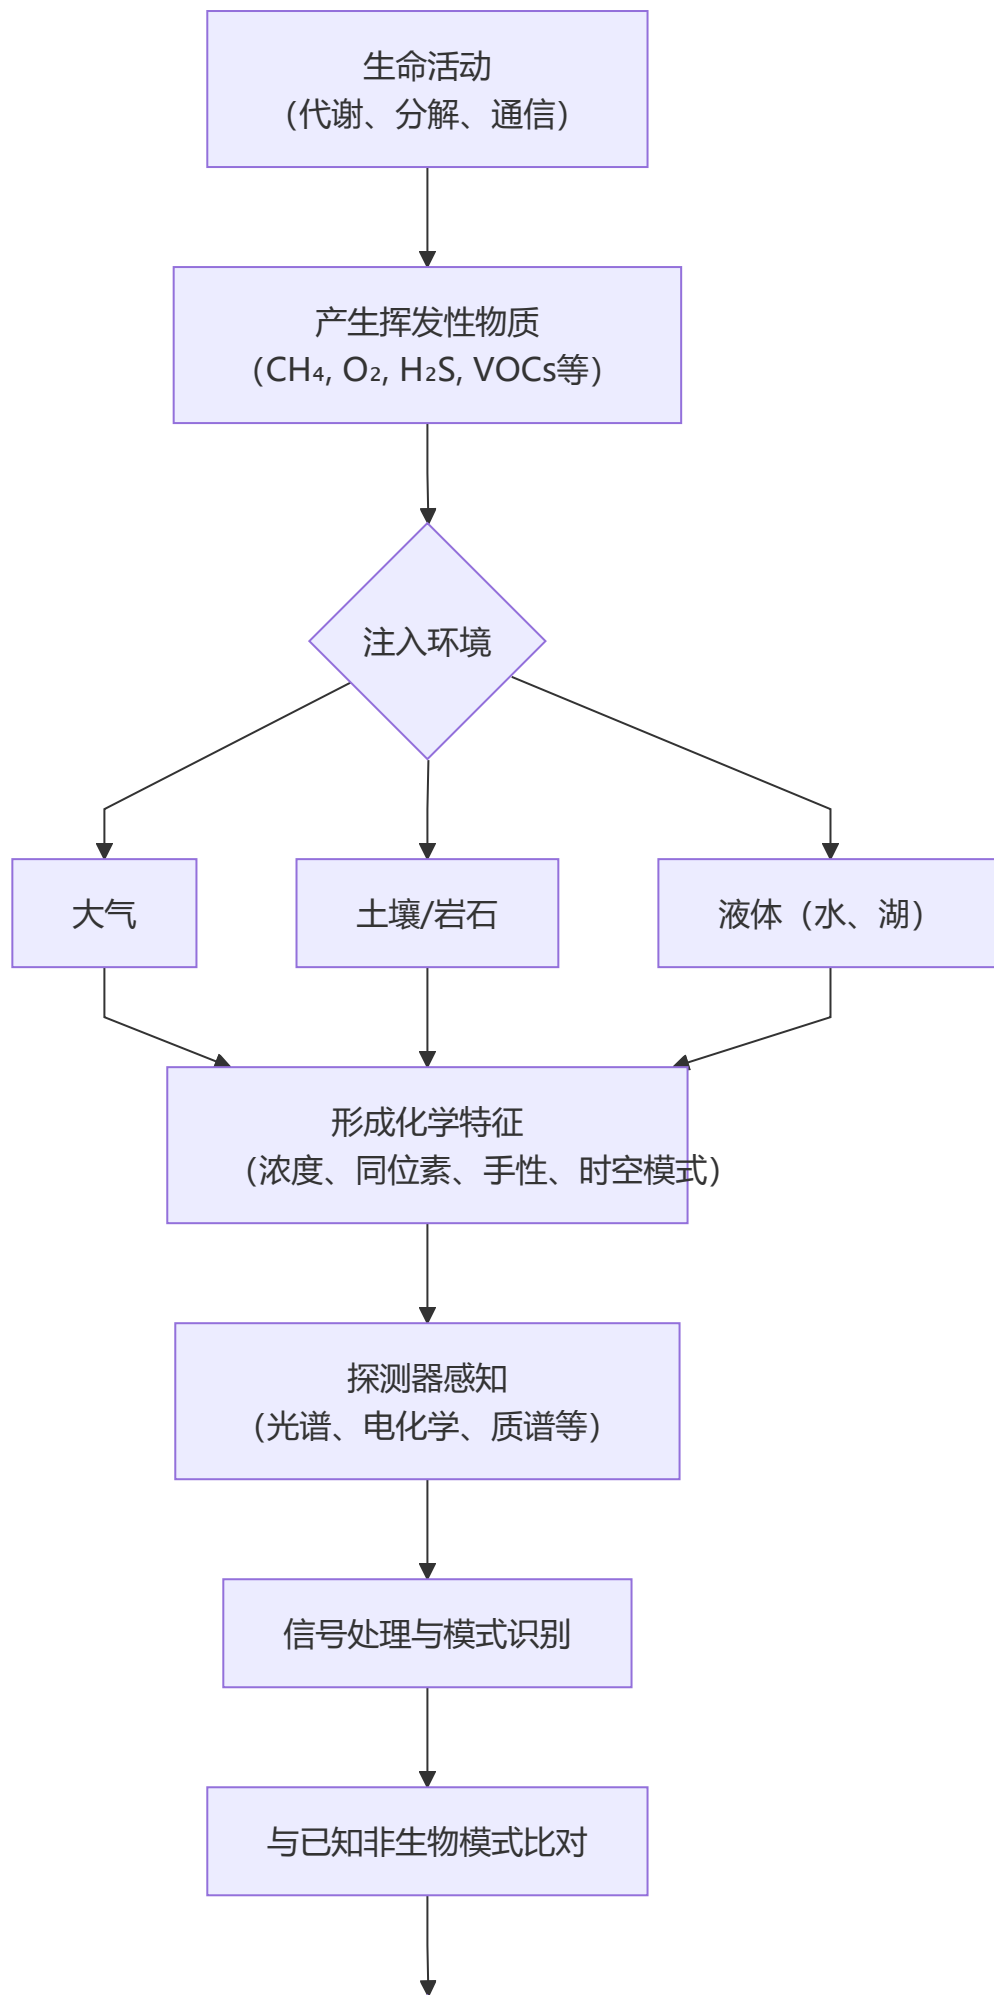 生命活动
（代谢、分解、通信）
产生挥发性物质
（CH₄, O₂, H₂S, VOCs等）
注入环境
大气
土壤/岩石
液体（水、湖）
形成化学特征
（浓度、同位素、手性、时空模式）
探测器感知
（光谱、电化学、质谱等）
信号处理与模式识别
与已知非生物模式比对